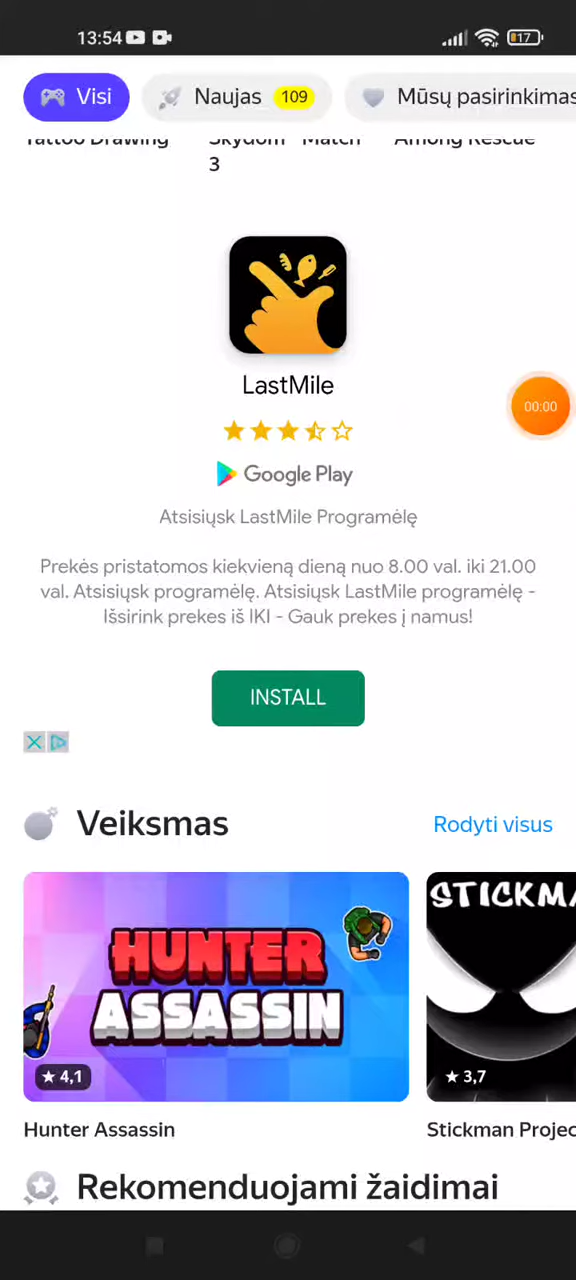 13:54
17
Visi
Naujas 109
Mūsų pasirinkimas
Tattoo Drawing
Skydom - Match
3
Among Rescue
LastMile
00:00
Google Play
Atsisiųsk LastMile Programėlę
Prekės pristatomos kiekvieną dieną nuo 8.00 val. iki 21.00
val. Atsisiųsk programėlę. Atsisiųsk LastMile programėlę -
Išsirink prekes iš IKI - Gauk prekes į namus!
INSTALL
Veiksmas
Rodyti visus
HUNTER
ASSASSIN
4,1
STICKMA
3,7
Hunter Assassin
Stickman Projec
Rekomenduojami žaidimai